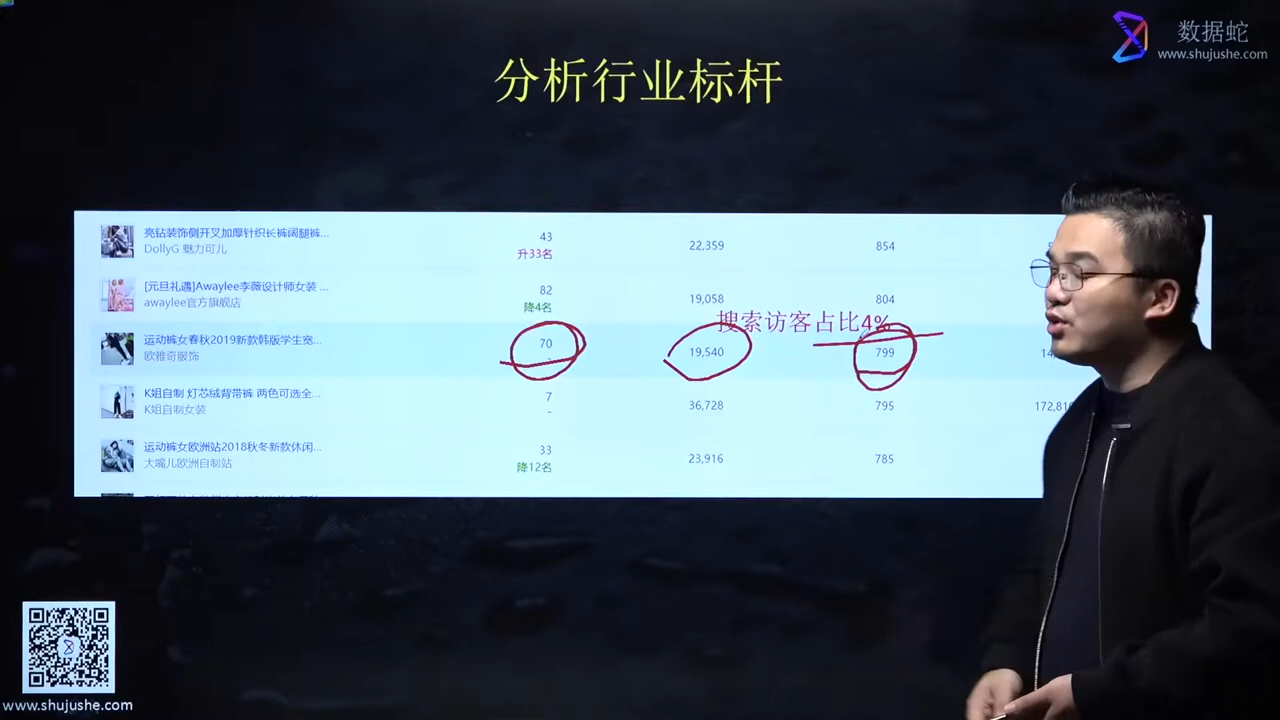 数据蛇
www.shujushe.com
分析行业标杆
亮钻装饰侧开叉加厚针织长裤阔腿裤...
DollyG 魅力可儿
43
升33名
22,359
854
[元旦礼遇]Awaylee李薇设计师女装 ...
awaylee官方旗舰店
82
降4名
19,058
804
搜索访客占比4%
运动裤女春秋2019新款韩版学生宽...
欧雅奇服饰
70
-
19,540
799
14,
K姐自制 灯芯绒背带裤 两色可选全...
K姐自制女装
7
-
36,728
795
172,81
运动裤女欧洲站2018秋冬新款休闲...
大嘴儿欧洲自制站
33
降12名
23,916
785
www.shujushe.com